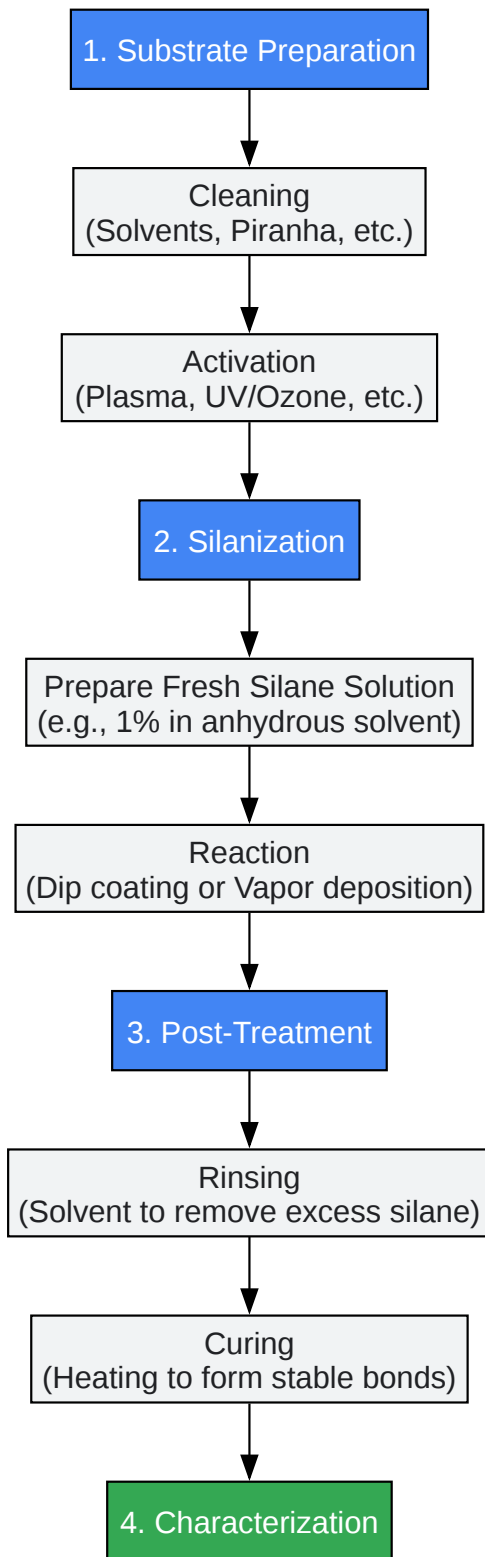 1. Substrate Preparation
Cleaning
(Solvents, Piranha, etc.)
Activation
(Plasma, UV/Ozone, etc.)
2. Silanization
Prepare Fresh Silane Solution
(e.g., 1% in anhydrous solvent)
Reaction
(Dip coating or Vapor deposition)
3. Post-Treatment
Rinsing
(Solvent to remove excess silane)
Curing
(Heating to form stable bonds)
4. Characterization